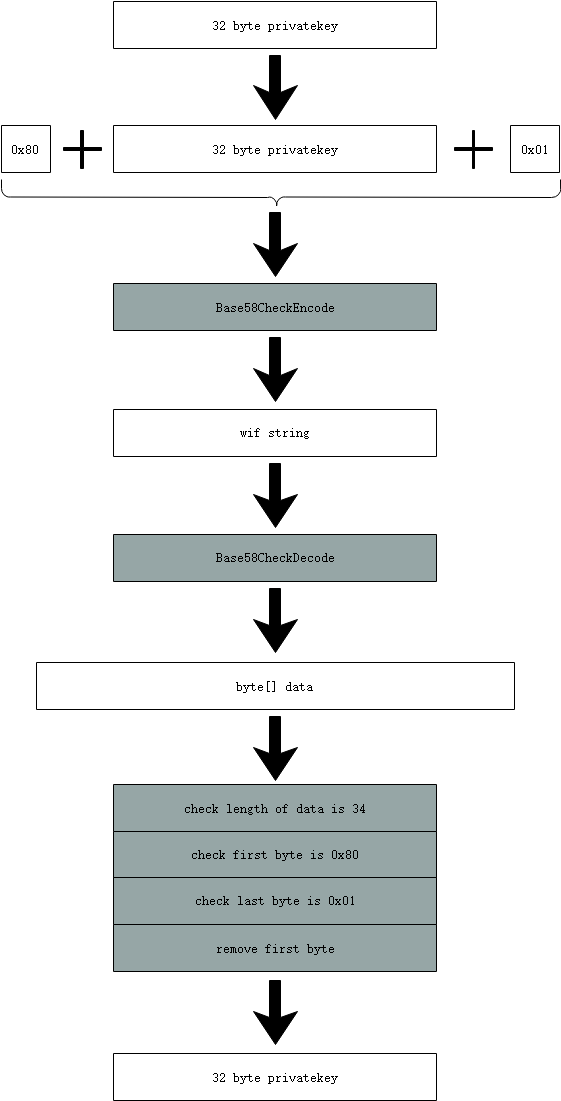 32 byte privatekey
0x80
32 byte privatekey
0x01
Base58CheckEncode
wif string
Base58CheckDecode
byte[] data
check length of data is 34
check first byte is 0x80
check last byte is 0x01
remove first byte
32 byte privatekey